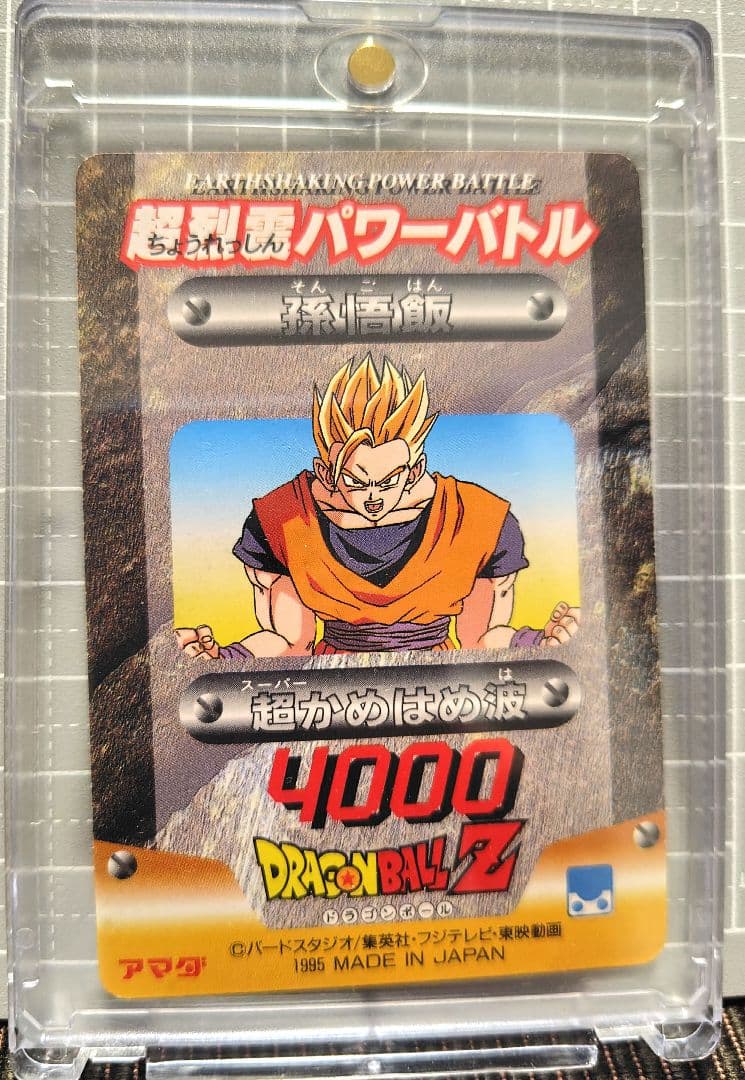 EARTHSHAKING POWER BATTLE
超烈震パワーバトル
ちょうれっしん
そん ご はん
孫悟飯
スーパー は
超かめはめ波
4000
DRAGON BALL Z
ドラゴンボール
©バードスタジオ/集英社・フジテレビ・東映動画
アマダ 1995 MADE IN JAPAN